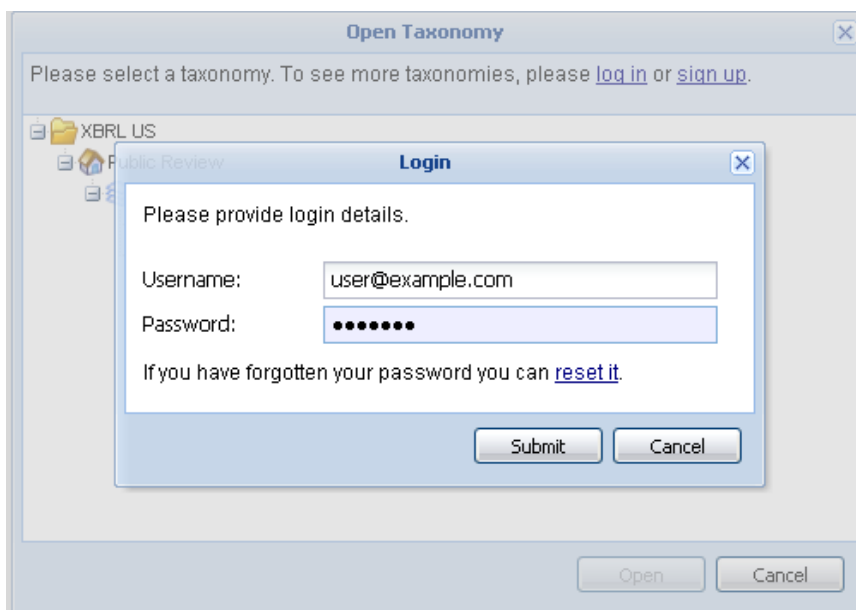 Open Taxonomy
Please select a taxonomy. To see more taxonomies, please log in or sign up.
XBRL US
Public Review
Login
Please provide login details.
Username:
user@example.com
Password:
•••••••
If you have forgotten your password you can reset it.
Submit Cancel
Open Cancel